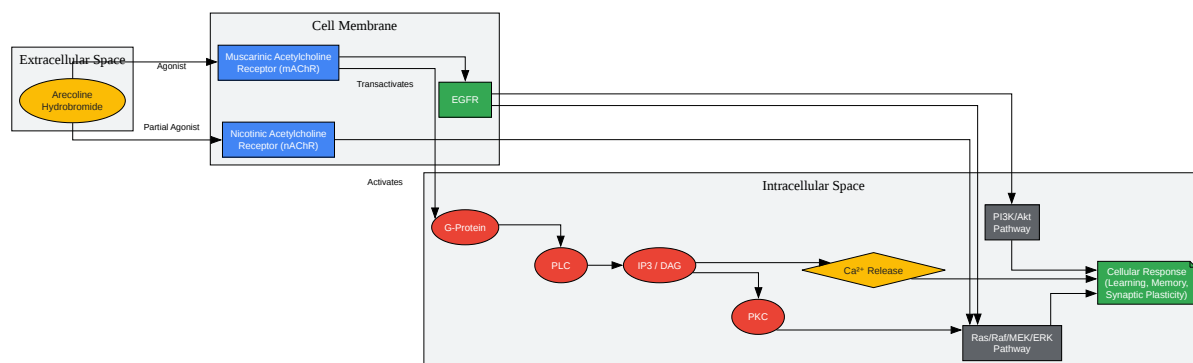 Cell Membrane
Extracellular Space
Muscarinic Acetylcholine
Receptor (mAChR)
Agonist
Transactivates
Arecoline
Hydrobromide
EGFR
Partial Agonist
Nicotinic Acetylcholine
Receptor (nAChR)
Activates
Intracellular Space
G-Protein
PI3K/Akt
Pathway
PLC
IP3 / DAG
Ca²⁺ Release
Cellular Response
(Learning, Memory,
Synaptic Plasticity)
PKC
Ras/Raf/MEK/ERK
Pathway